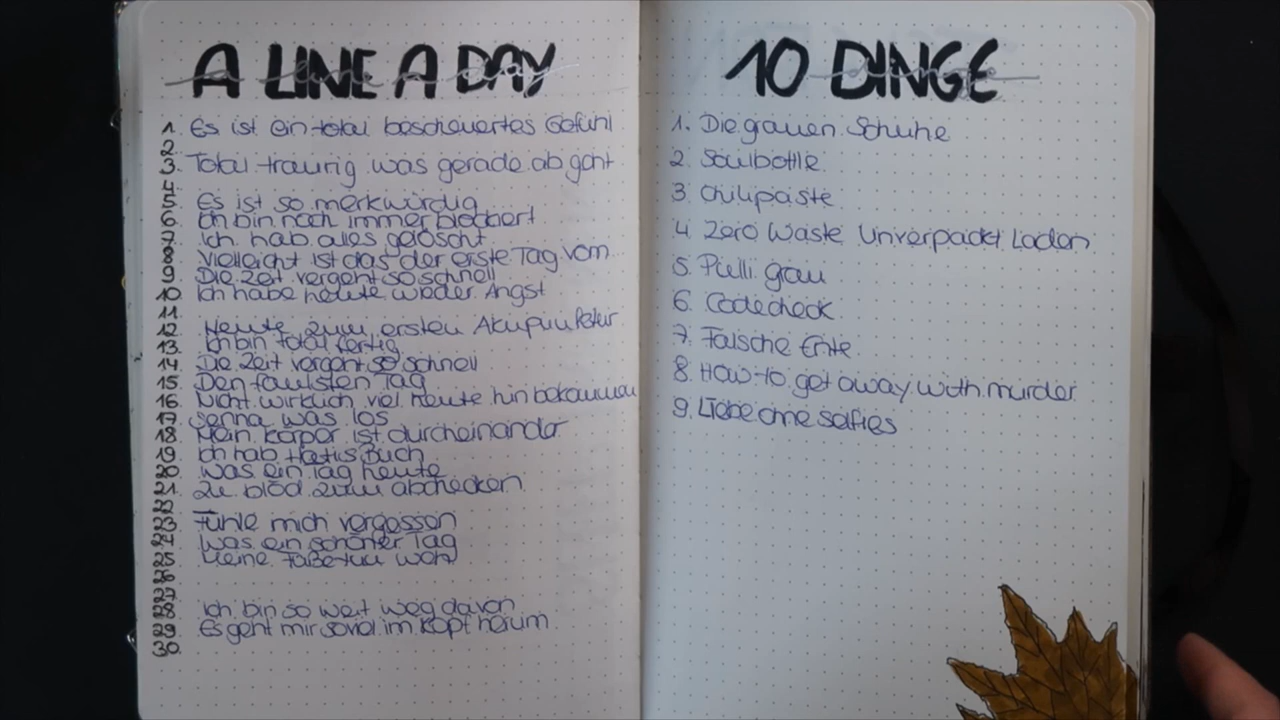 A LINE A DAY
1. Es ist ein total bescheuertes Gefühl
2.
3. Total traurig was gerade ab geht
4.
5. Es ist so merkwürdig
6. Ich bin noch immer blockiert
7. Ich hab alles gelöscht
8. Vielleicht ist das der erste Tag vom...
9. Die Zeit vergeht so schnell
10. Ich habe heute wieder Angst
11.
12. Heute zum ersten Akupunktur
13. Ich bin total fertig
14. Die Zeit vergeht so schnell
15. Den faulsten Tag
16. Nicht wirklich viel heute hinbekommen
17. was los
18. Mein Körper ist durcheinander
19. Ich hab Buch
20. Was ein Tag heute
21. Zu blöd zum abchecken
22.
23. Fühle mich vergessen
24. Was ein schöner Tag
25. Meine Füße tun weh
26.
27.
28. Ich bin so weit weg davon
29. Es geht mir soviel im Kopf herum
30.
10 DINGE
1. Die grauen Schuhe
2. Soulbottle
3. Chilipaste
4. Zero Waste Unverpackt Laden
5. Pulli grau
6. Codecheck
7. Falsche Ente
8. How to get away with murder
9. Liebe ohne selfies